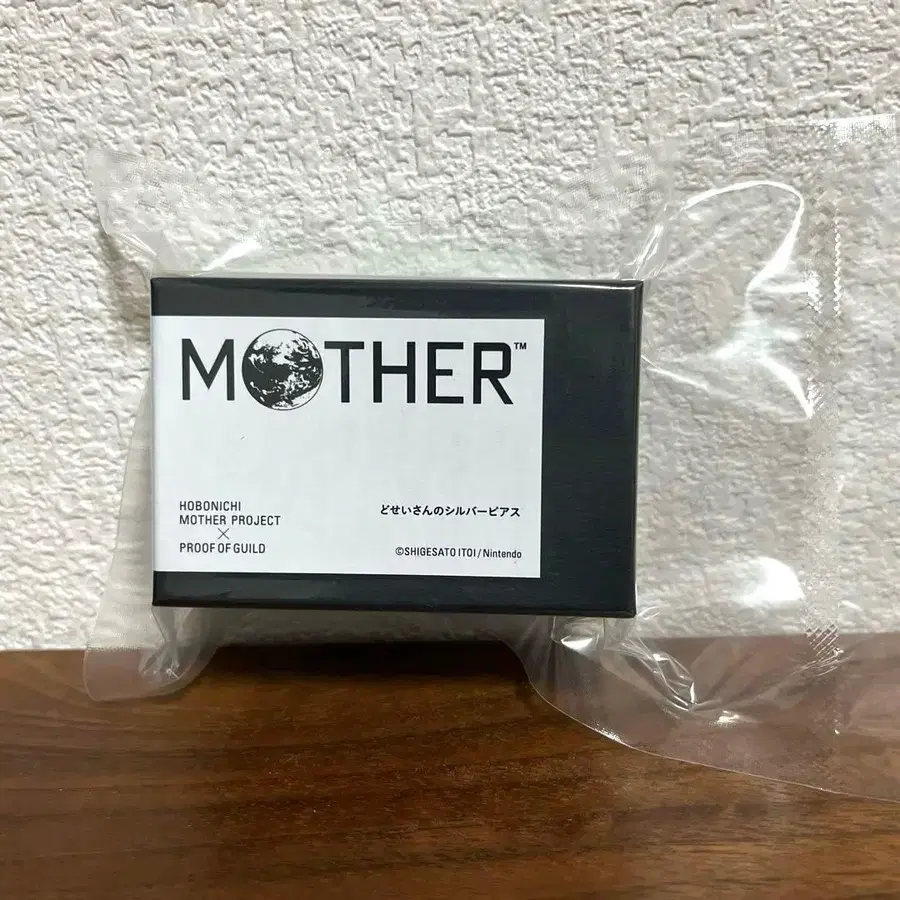 MOTHER™
HOBONICHI
MOTHER PROJECT
×
PROOF OF GUILD
どせいさんのシルバーピアス
©SHIGESATO ITOI / Nintendo